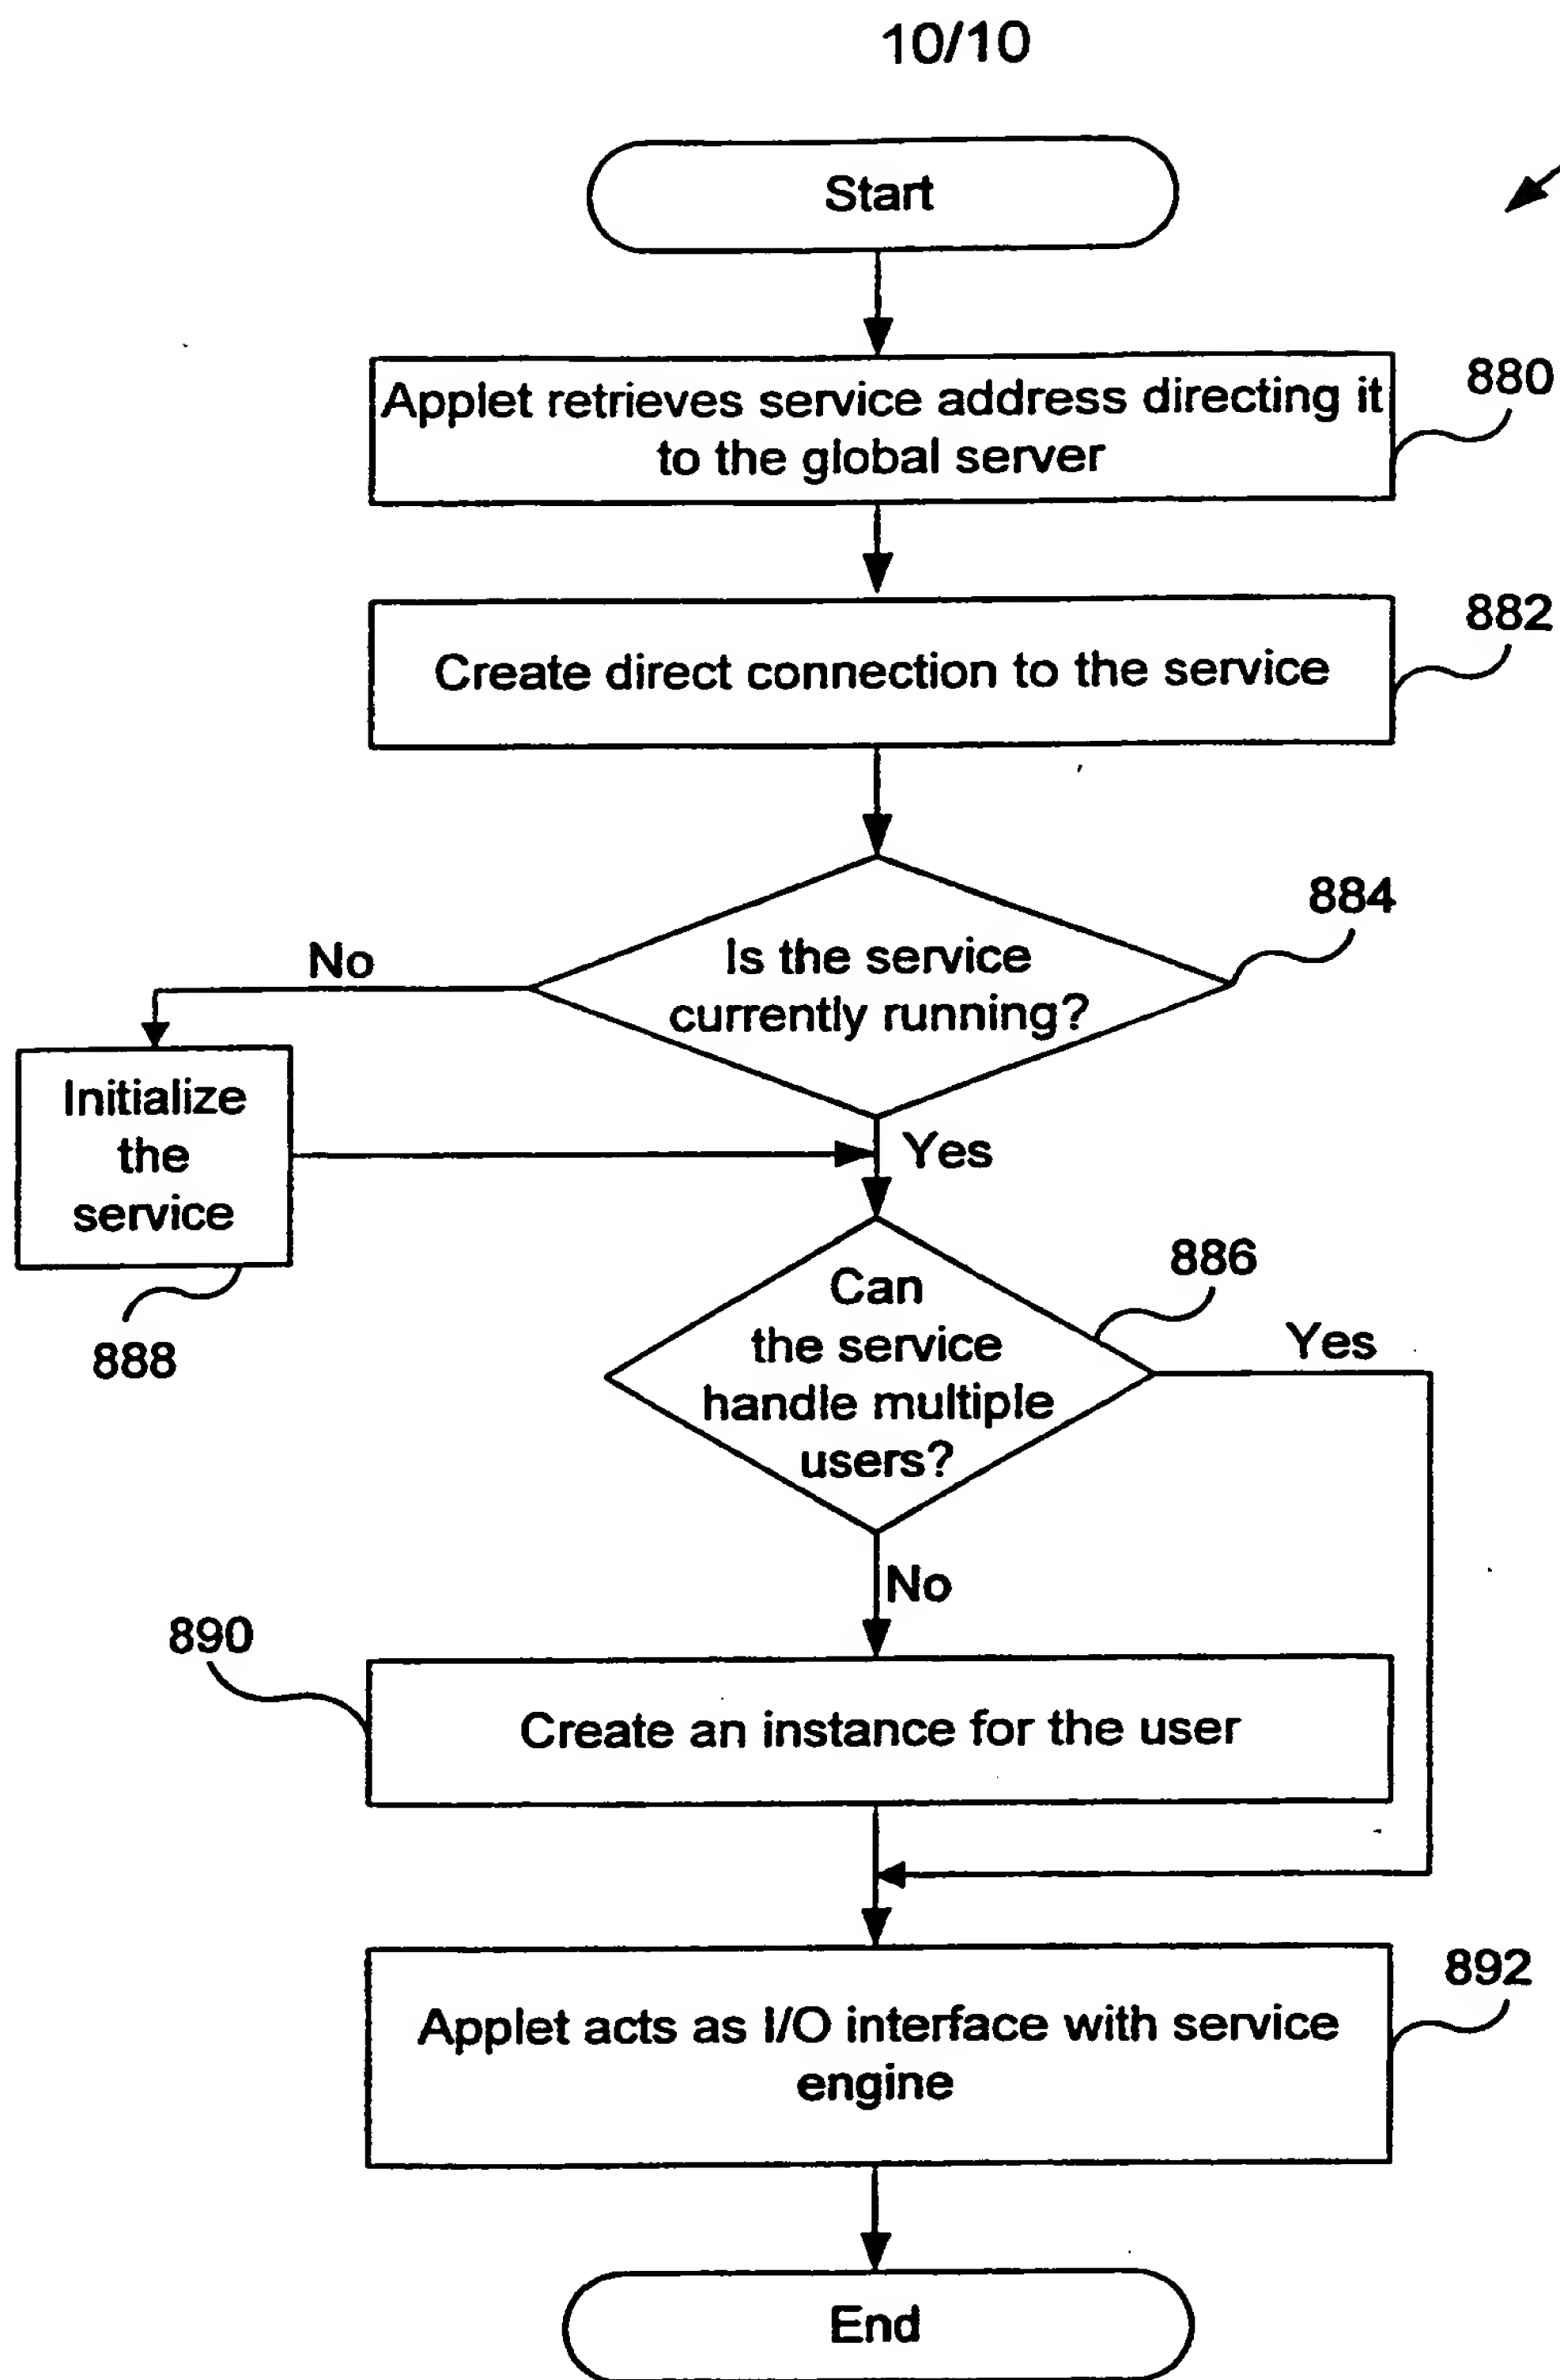 10/10
Start
Applet retrieves service address directing it
to the global server
880
Create direct connection to the service
882
Is the service
currently running?
884
No
Initialize
the
service
888
Yes
Can
the service
handle multiple
users?
886
Yes
No
890
Create an instance for the user
Applet acts as I/O interface with service
engine
892
End